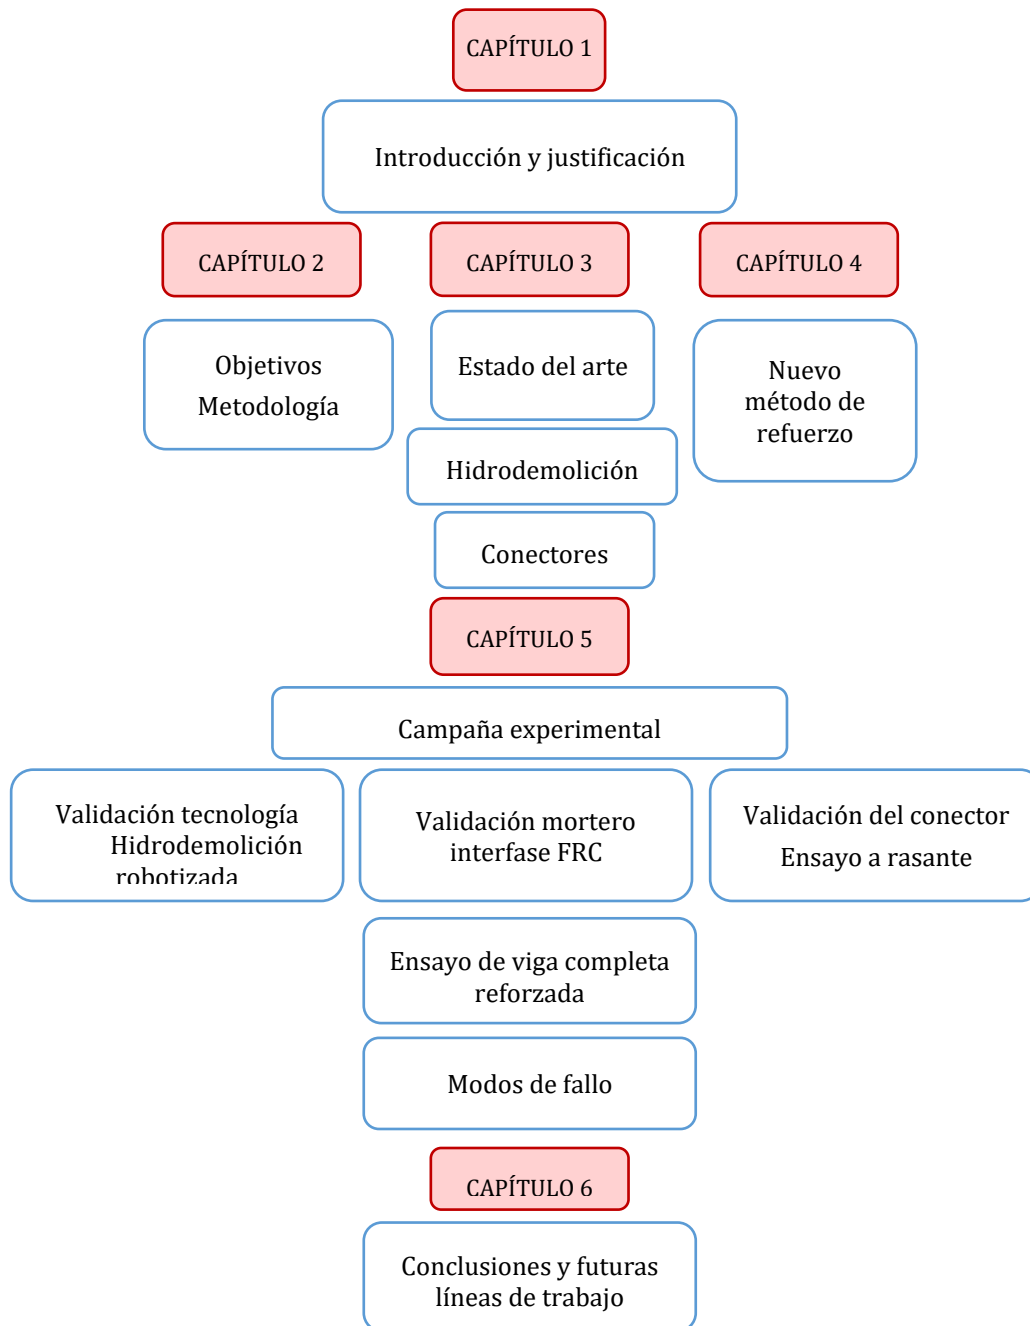 CAPÍTULO 1
Introducción y justificación
CAPÍTULO 2
CAPÍTULO 3
CAPÍTULO 4
Objetivos
Metodología
Estado del arte
Nuevo
método de
refuerzo
Hidrodemolición
Conectores
CAPÍTULO 5
Campaña experimental
Validación tecnología
Hidrodemolición
robotizada
Validación mortero
interfase FRC
Validación del conector
Ensayo a rasante
Ensayo de viga completa
reforzada
Modos de fallo
CAPÍTULO 6
Conclusiones y futuras
líneas de trabajo